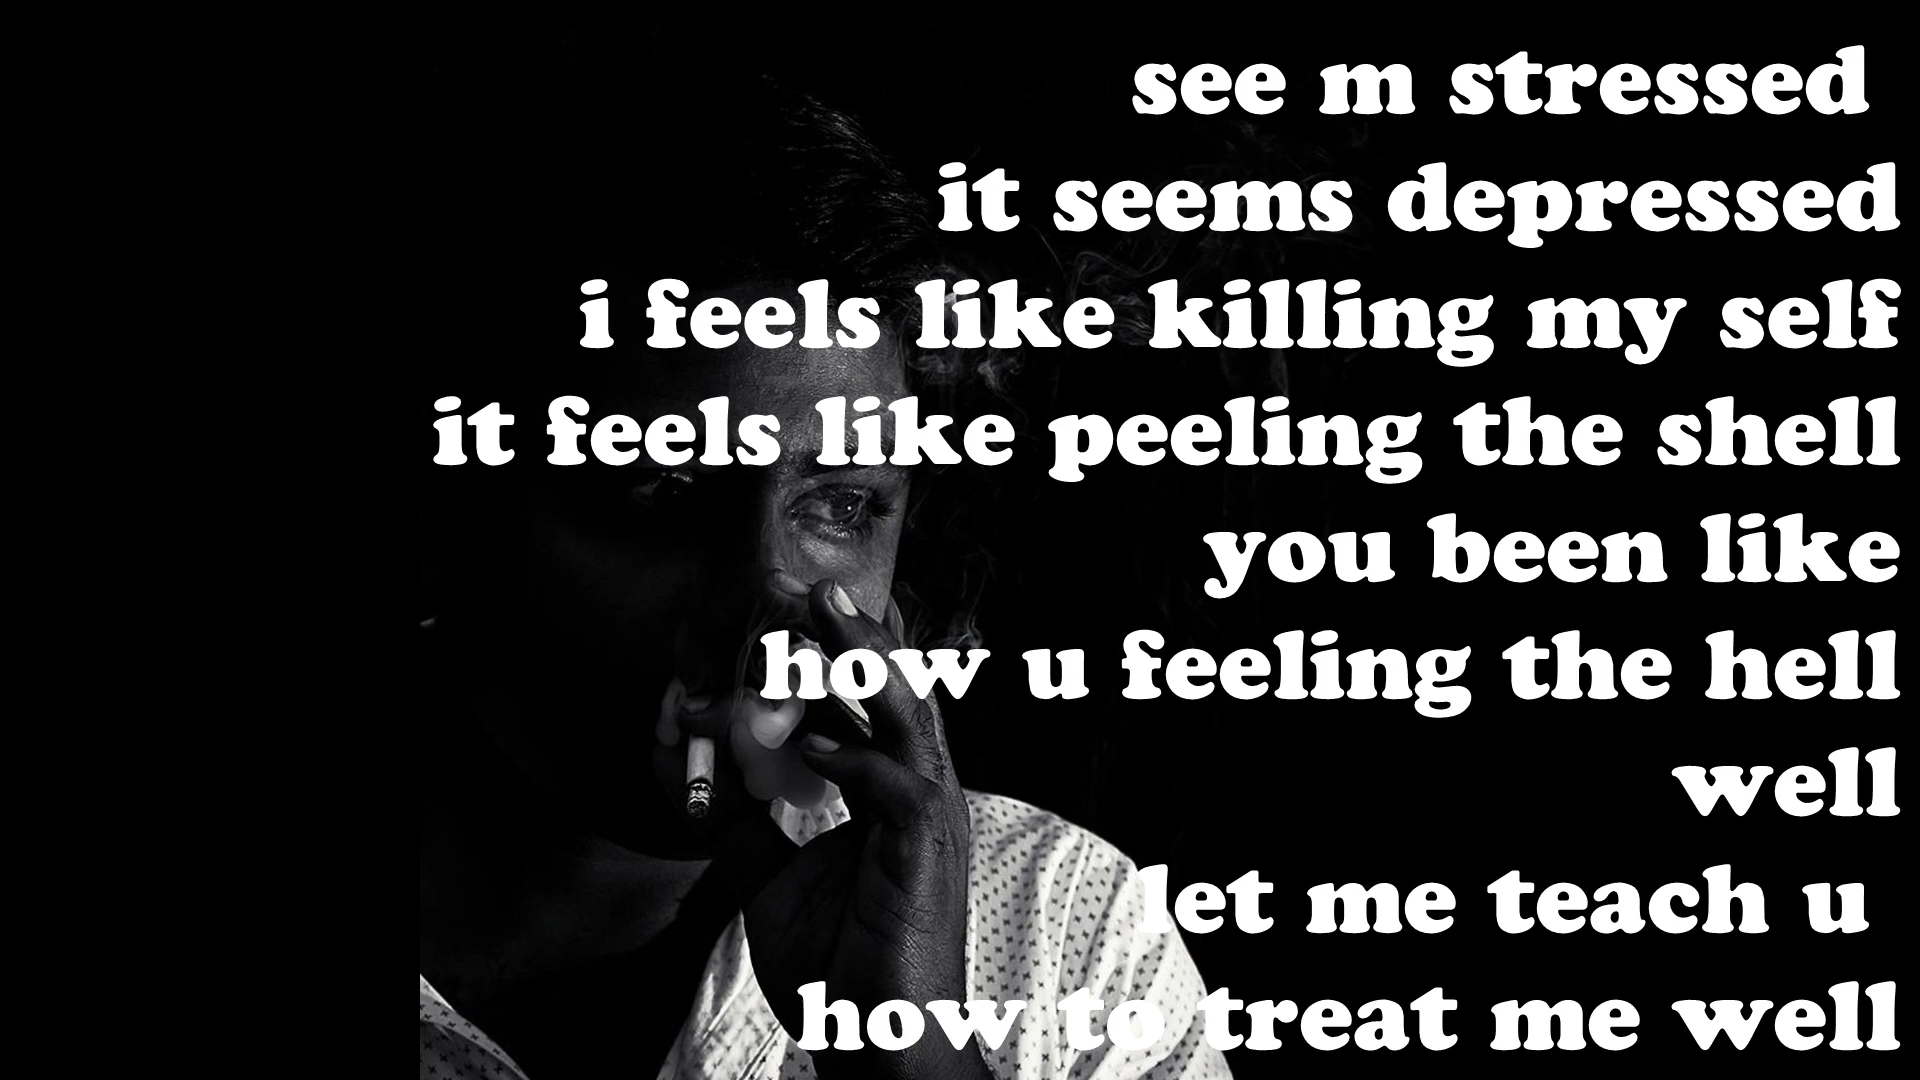 see m stressed
it seems depressed
i feels like killing my self
it feels like peeling the shell
you been like
how u feeling the hell
well
let me teach u
how to treat me well